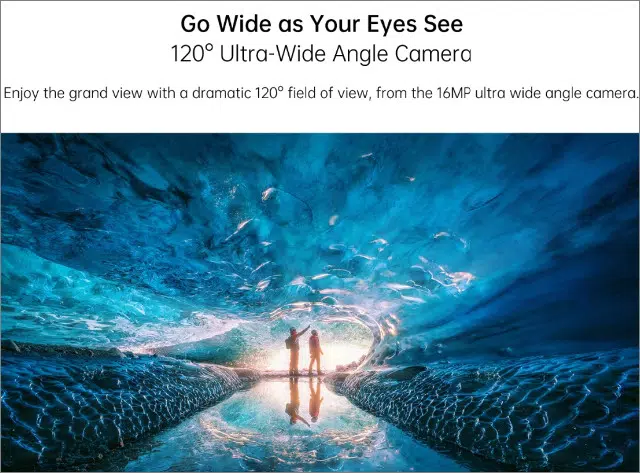 Go Wide as Your Eyes See
120° Ultra-Wide Angle Camera
Enjoy the grand view with a dramatic 120° field of view, from the 16MP ultra wide angle camera.